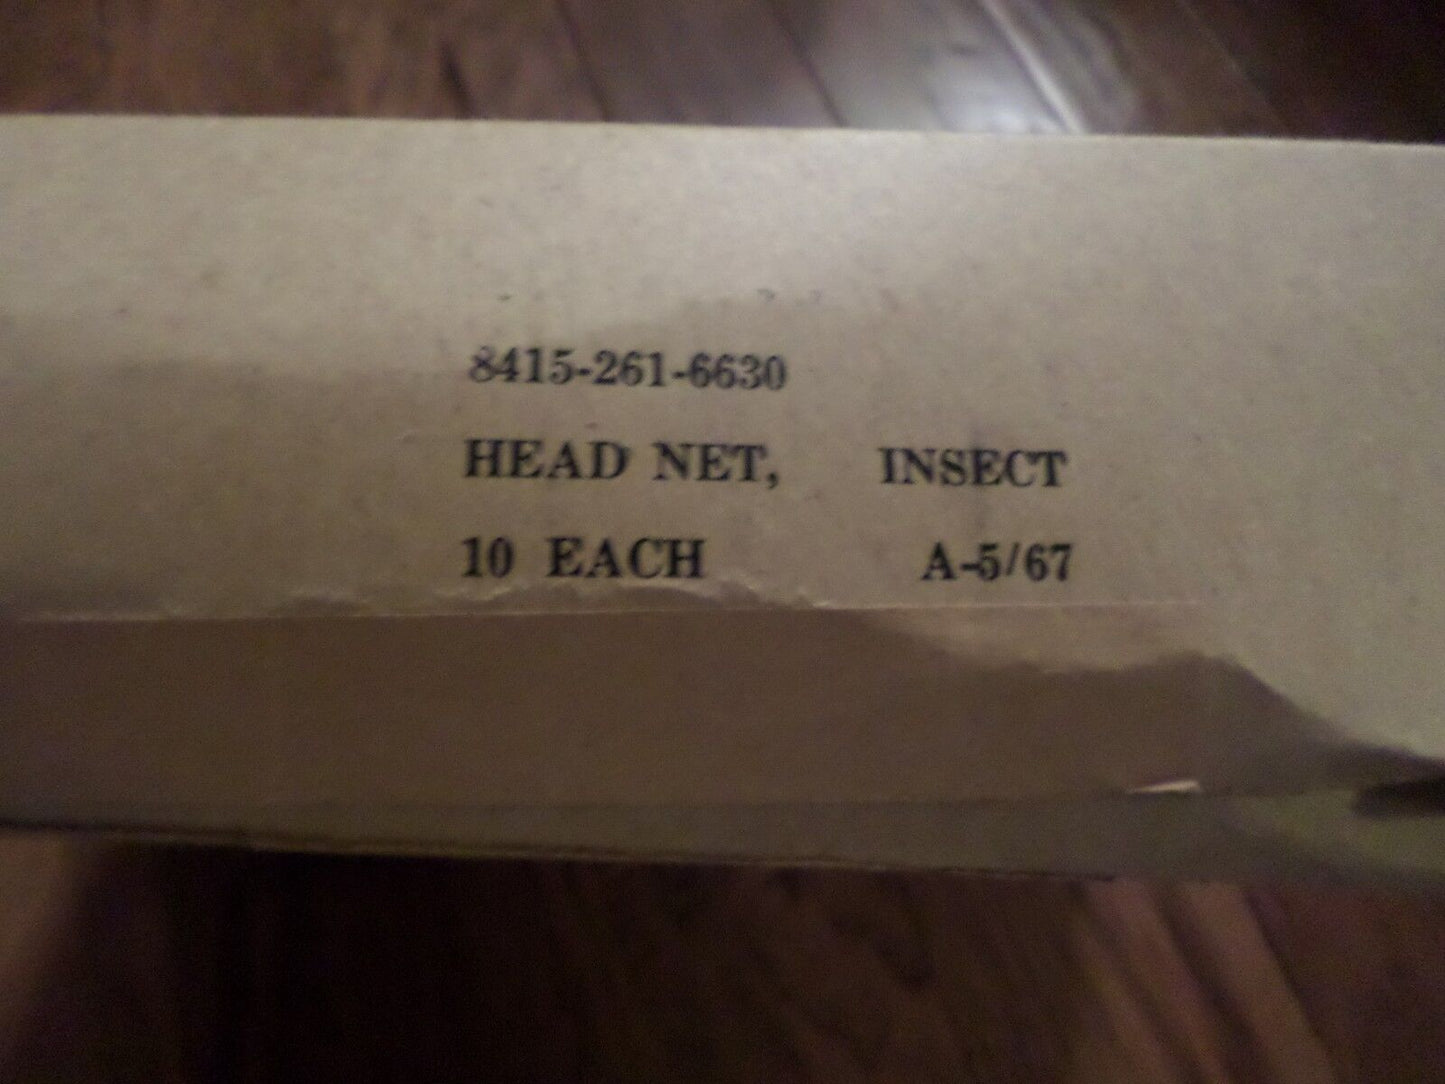 8415-261-6630
HEAD NET, INSECT
10 EACH A-5/67